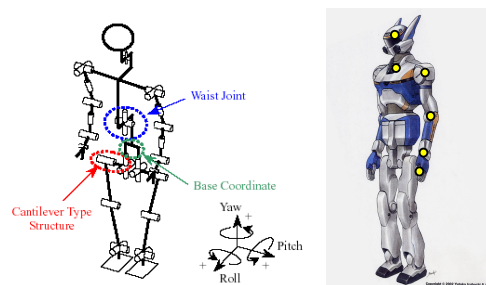 Waist Joint
Base Coordinate
Cantilever Type
Structure
Yaw
+
Pitch
+
+
Roll